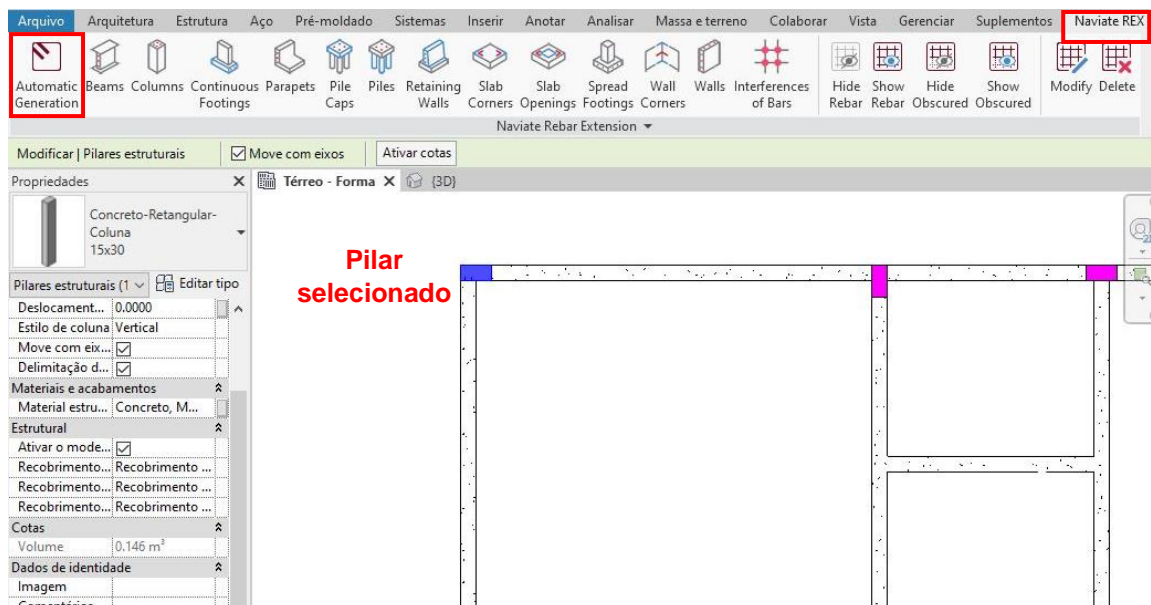 Arquivo Arquitetura Estrutura Aço Pré-moldado Sistemas Inserir Anotar Analisar Massa e terreno Colaborar Vista Gerenciar Suplementos Naviate REX
Automatic Beams Columns Continuous Parapets Pile Piles Retaining Slab Slab Spread Wall Walls Interferences Hide Show Hide Show Modify Delete
Generation Footings Caps Walls Corners Openings Footings Corners of Bars Rebar Rebar Obscured Obscured
Naviate Rebar Extension
Modificar | Pilares estruturais Move com eixos Ativar cotas
Propriedades X Térreo - Forma X {3D}
Concreto-Retangular-
Coluna
15x30
Pilar
selecionado
Pilares estruturais (1 Editar tipo
Deslocament... 0.0000
Estilo de coluna Vertical
Move com eix...
Delimitação d...
Materiais e acabamentos
Material estru... Concreto, M...
Estrutural
Ativar o mode...
Recobrimento... Recobrimento ...
Recobrimento... Recobrimento ...
Recobrimento... Recobrimento ...
Cotas
Volume 0.146 m³
Dados de identidade
Imagem